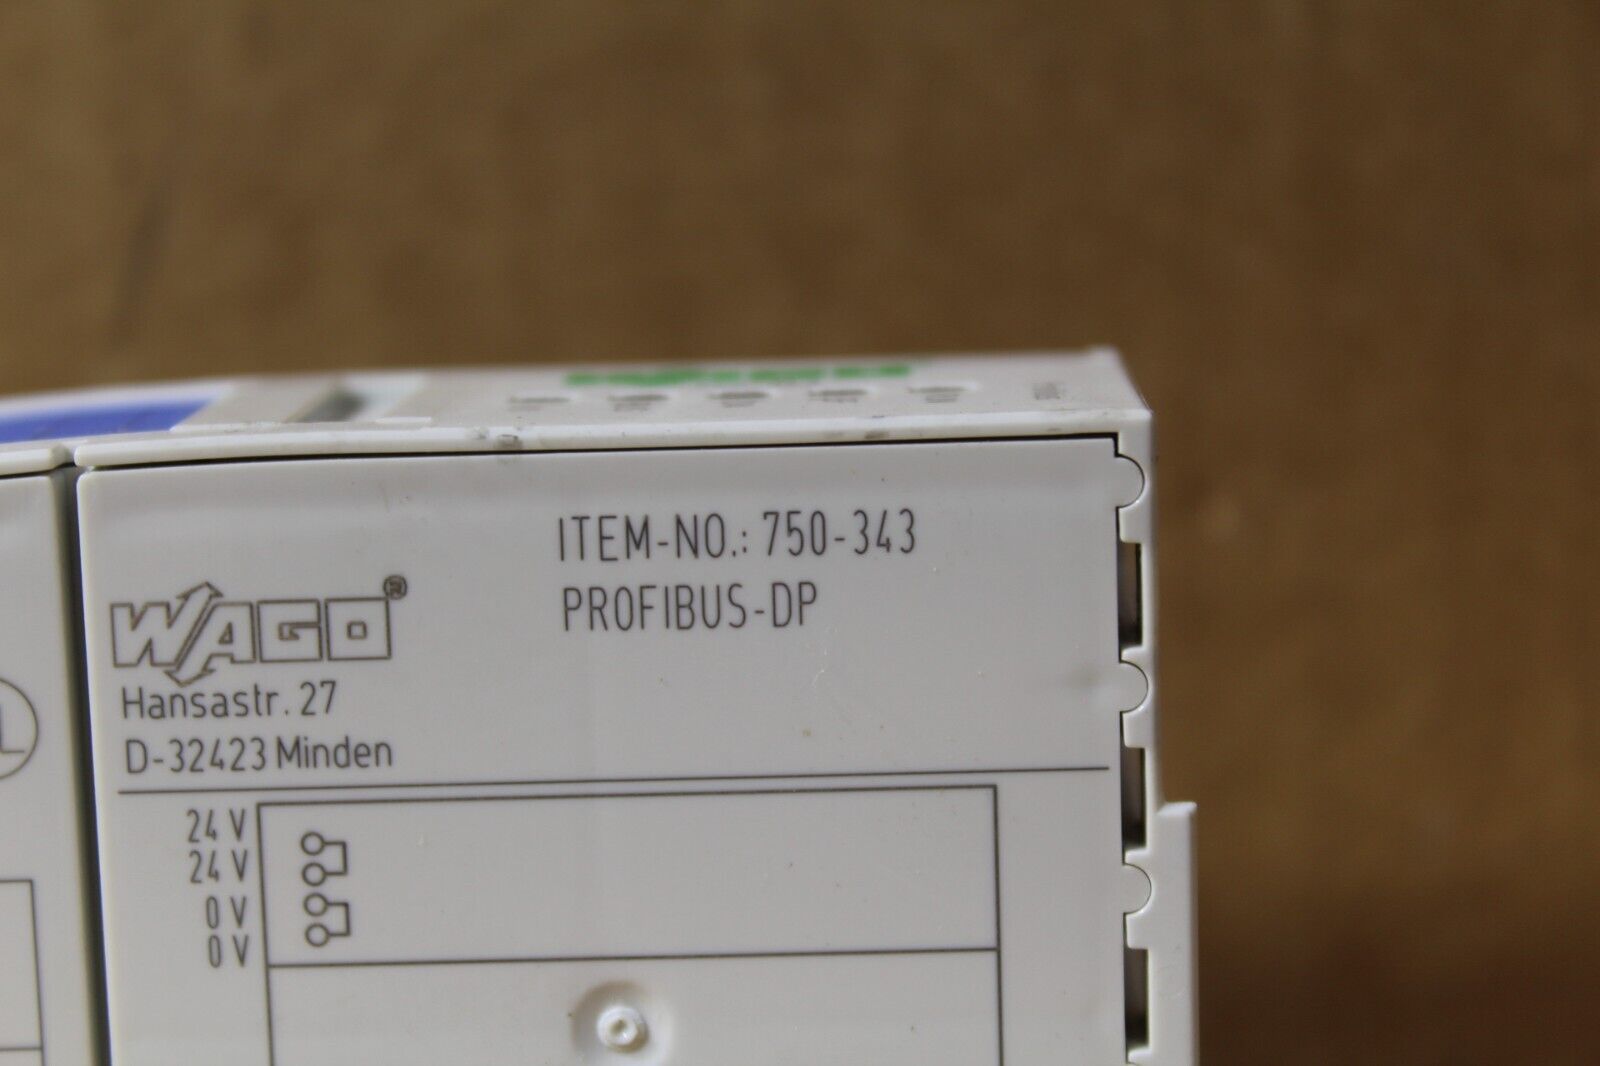 ITEM-NO.: 750-343
PROFIBUS-DP
WAGO®
Hansastr. 27
D-32423 Minden
24 V
24 V
0 V
0 V